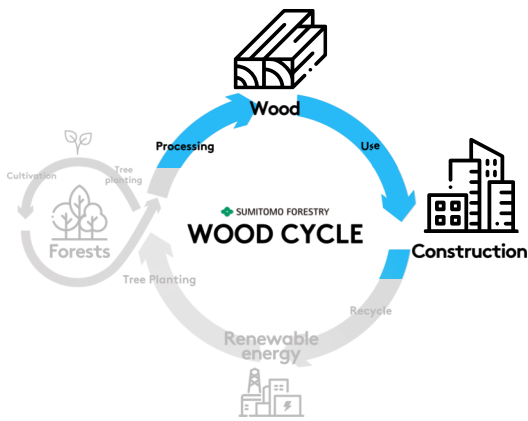 Wood
Processing
Use
Cultivation
Tree
planting
Forests
SUMITOMO FORESTRY
WOOD CYCLE
Construction
Tree Planting
Recycle
Renewable
energy